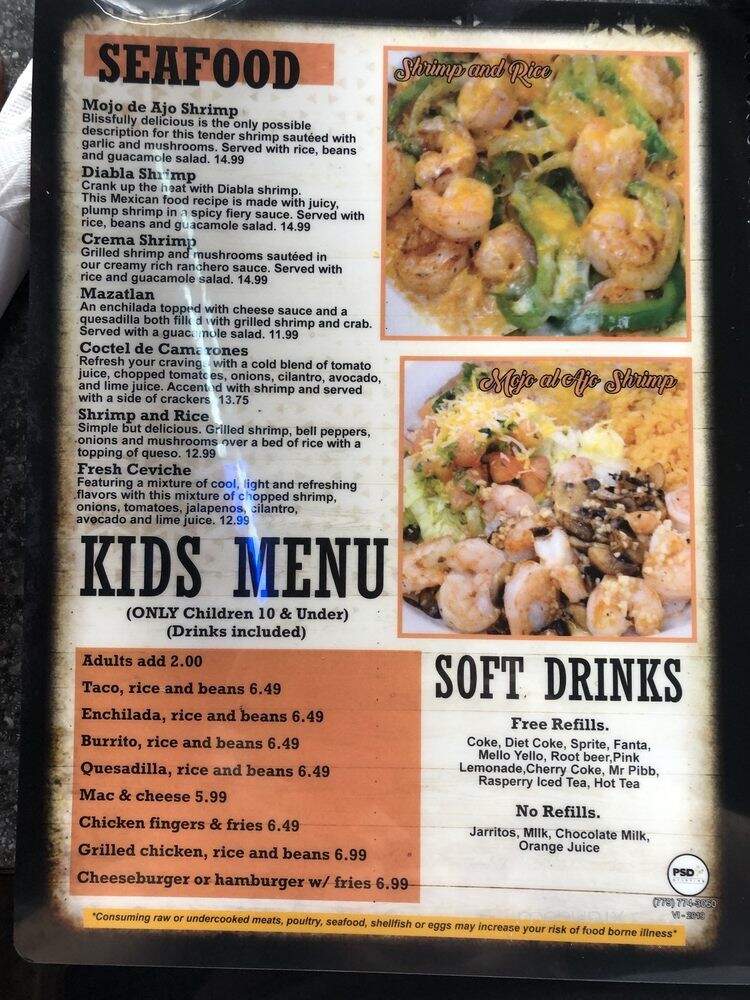 SEAFOOD
Mojo de Ajo Shrimp
Blissfully delicious is the only possible
description for this tender shrimp sautéed with
garlic and mushrooms. Served with rice, beans
and guacamole salad. 14.99
Diabla Shrimp
Crank up the heat with Diabla shrimp.
This Mexican food recipe is made with juicy,
plump shrimp in a spicy fiery sauce. Served with
rice, beans and guacamole salad. 14.99
Crema Shrimp
Grilled shrimp and mushrooms sautéed in
our creamy rich ranchero sauce. Served with
rice and guacamole salad. 14.99
Mazatlan
An enchilada topped with cheese sauce and a
quesadilla both filled with grilled shrimp and crab.
Served with a guacamole salad. 11.99
Coctel de Camarones
Refresh your craving with a cold blend of tomato
juice, chopped tomatoes, onions, cilantro, avocado,
and lime juice. Accented with shrimp and served
with a side of crackers 13.75
Shrimp and Rice
Simple but delicious. Grilled shrimp, bell peppers,
onions and mushrooms over a bed of rice with a
topping of queso. 12.99
Fresh Ceviche
Featuring a mixture of cool, light and refreshing
flavors with this mixture of chopped shrimp,
onions, tomatoes, jalapenos, cilantro,
avocado and lime juice. 12.99
Shrimp and Rice
Mojo al Ajo Shrimp
KIDS MENU
(ONLY Children 10 & Under)
(Drinks included)
Adults add 2.00
Taco, rice and beans 6.49
Enchilada, rice and beans 6.49
Burrito, rice and beans 6.49
Quesadilla, rice and beans 6.49
Mac & cheese 5.99
Chicken fingers & fries 6.49
Grilled chicken, rice and beans 6.99
Cheeseburger or hamburger w/ fries 6.99
SOFT DRINKS
Free Refills.
Coke, Diet Coke, Sprite, Fanta,
Mello Yello, Root beer,Pink
Lemonade,Cherry Coke, Mr Pibb,
Rasperry Iced Tea, Hot Tea
No Refills.
Jarritos, MIlk, Chocolate Milk,
Orange Juice
PSD
(779) 774-3060
VI - 2019
*Consuming raw or undercooked meats, poultry, seafood, shellfish or eggs may increase your risk of food borne illness*